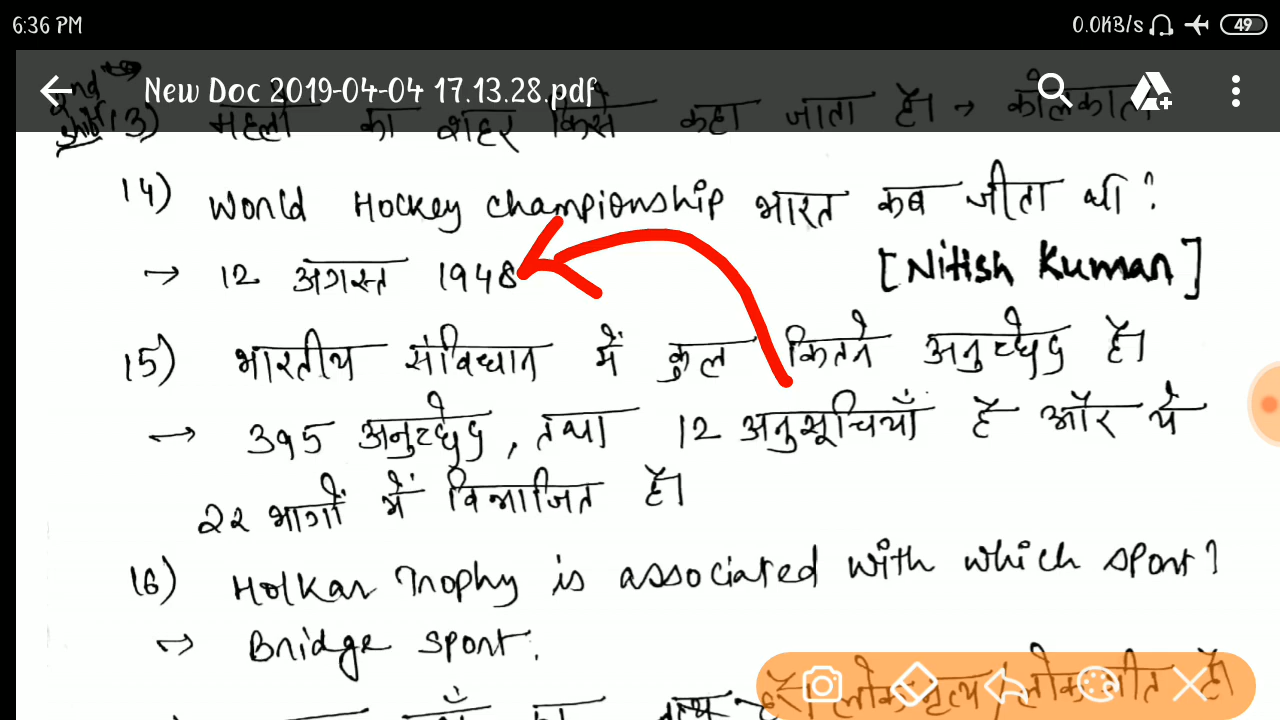 6:36 PM 0.0KB/s 49
New Doc 2019-04-04 17.13.28.pdf
13) महलों का शहर किसे कहा जाता है। → कोलकाता
14) World Hockey championship भारत कब जीता थी?
→ 12 अगस्त 1948 [Nitish Kumar]
15) भारतीय संविधान में कुल कितने अनुच्छेद हैं।
→ 395 अनुच्छेद, तथा 12 अनुसूचियाँ हैं और ये
22 भागों में विभाजित है।
16) Holkar Trophy is associated with which sport?
→ Bridge sport.
लोकनृत्य / लोकगीत है।